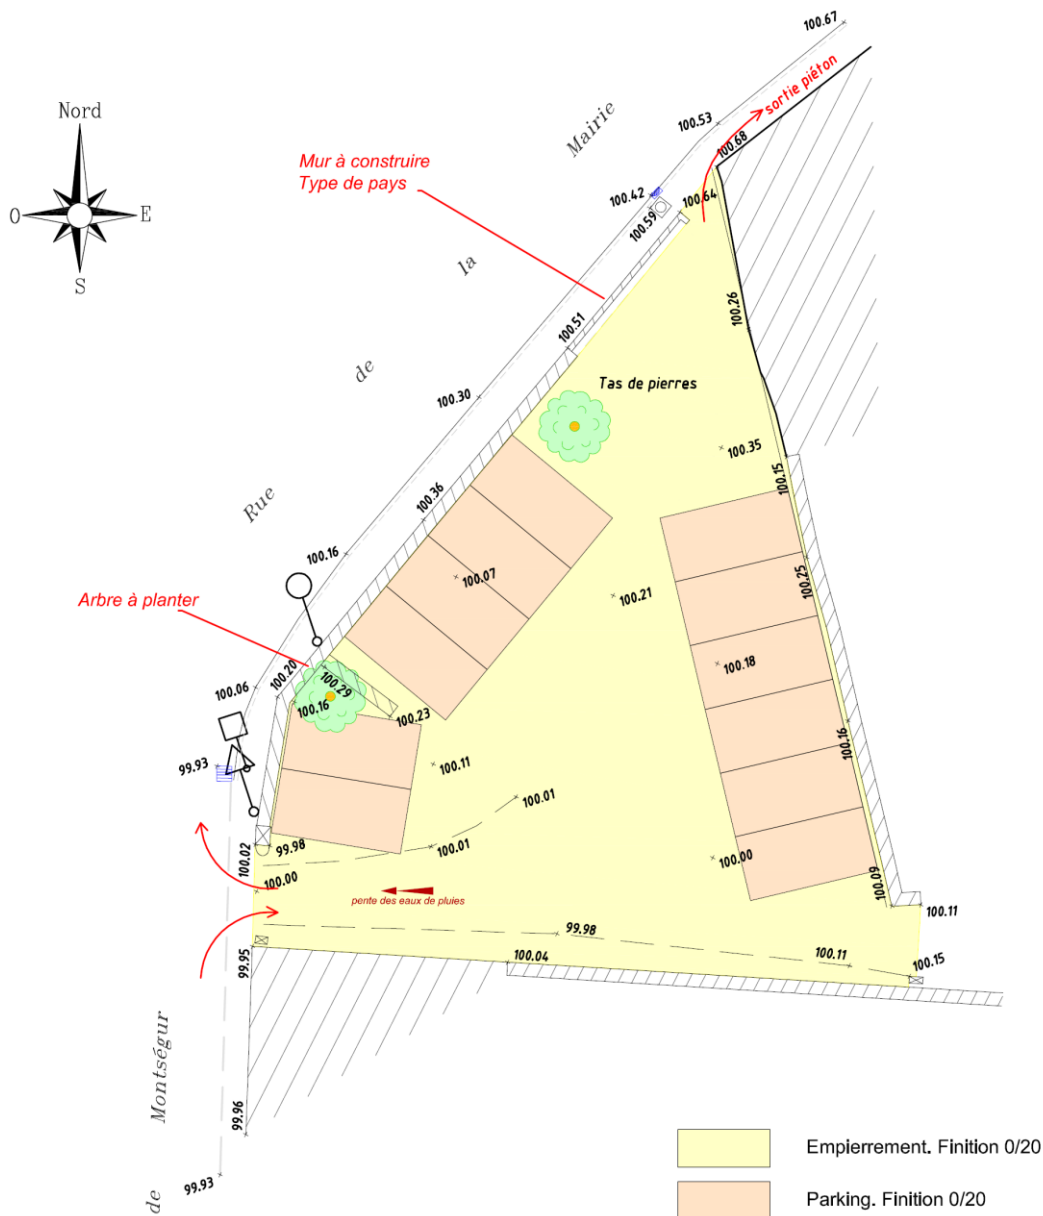 100.67
sortie piéton
Nord
O
E
S
Mairie
100.53
100.68
Mur à construire
Type de pays
100.42
100.59
100.64
la
100.26
100.51
de
Tas de pierres
100.30
100.35
100.15
Rue
100.36
100.16
100.07
100.25
100.21
Arbre à planter
100.20
100.29
100.18
100.06
100.16
100.23
100.16
99.93
100.11
100.01
100.02
99.98
100.01
100.00
100.00
100.09
pente des eaux de pluies
100.11
99.95
99.98
100.04
100.11
100.15
Montségur
99.96
99.93
de
Empierrement. Finition 0/20
Parking. Finition 0/20